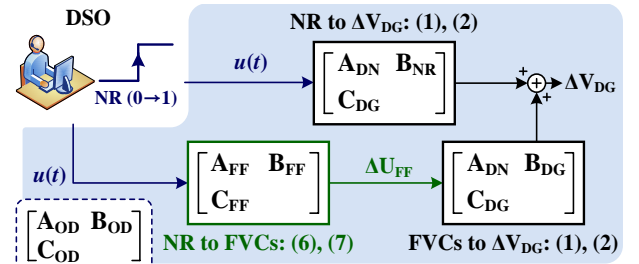 DSO
NR to ΔV_DG: (1), (2)
NR (0→1)
u(t)
A_DN B_NR
C_DG
+
+
ΔV_DG
+
u(t)
A_FF B_FF
C_FF
ΔU_FF
A_DN B_DG
C_DG
NR to FVCs: (6), (7)
FVCs to ΔV_DG: (1), (2)
A_OD B_OD
C_OD